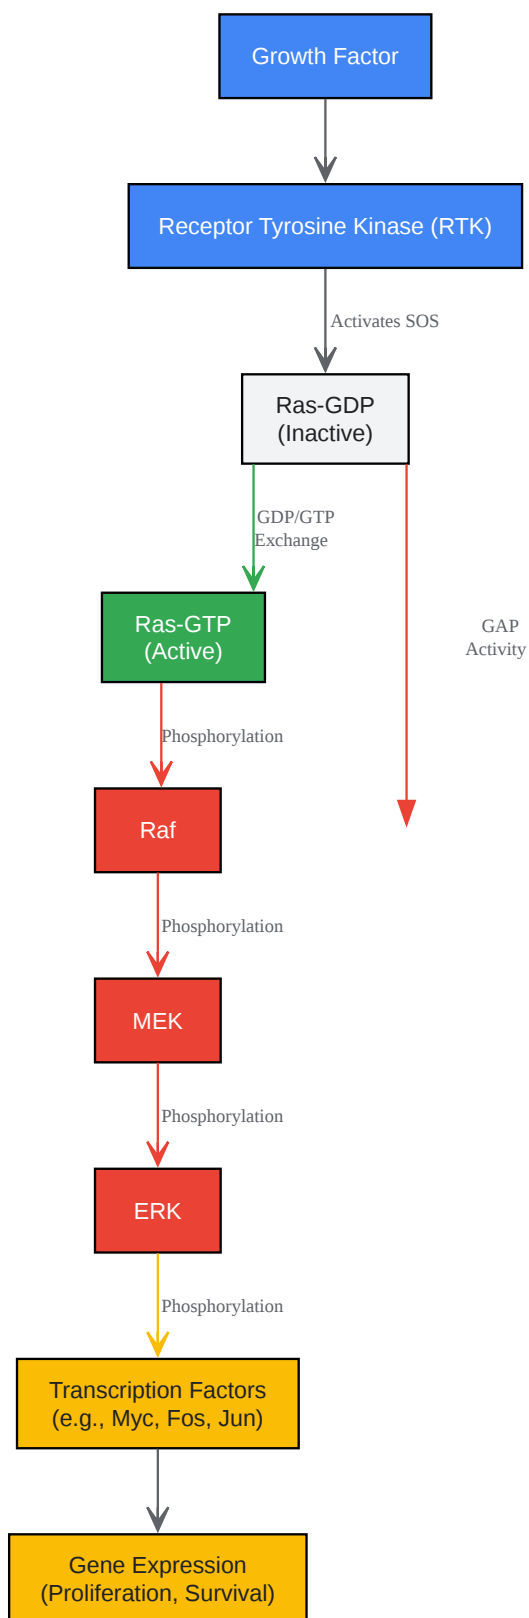 Growth Factor
Receptor Tyrosine Kinase (RTK)
Activates SOS
Ras-GDP
(Inactive)
GDP/GTP
Exchange
Ras-GTP
(Active)
GAP
Activity
Phosphorylation
Raf
Phosphorylation
MEK
Phosphorylation
ERK
Phosphorylation
Transcription Factors
(e.g., Myc, Fos, Jun)
Gene Expression
(Proliferation, Survival)